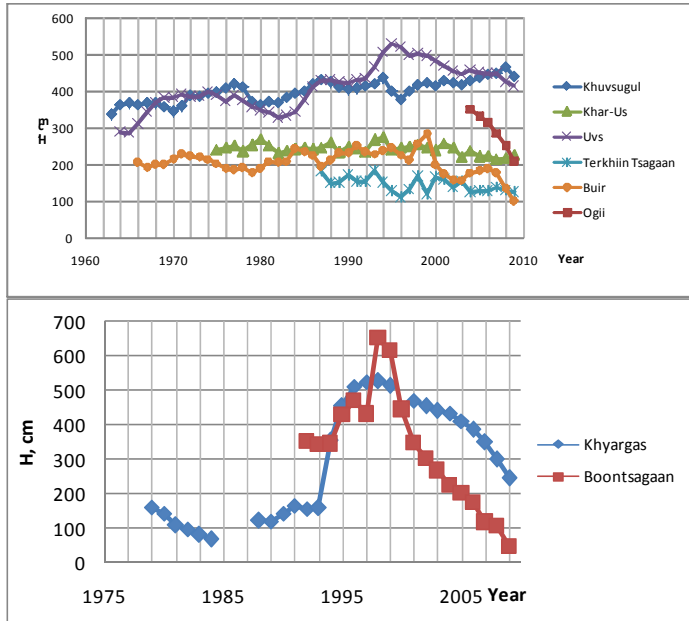 600
500
400
300
200
100
0
H, см
1960
1970
1980
1990
2000
2010
Year
Khuvsugul
Khar-Us
Uvs
Terkhiin Tsagaan
Buir
Ogii
700
600
500
400
300
200
100
0
H, cm
1975
1985
1995
2005
Year
Khyargas
Boontsagaan